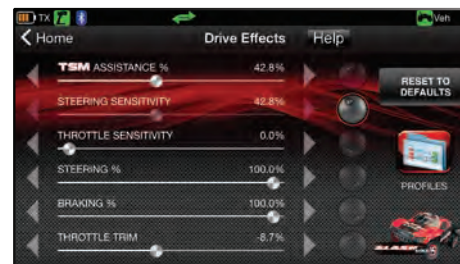 TX Veh
Home Drive Effects Help
TSM ASSISTANCE % 42.8%
STEERING SENSITIVITY 42.8%
THROTTLE SENSITIVITY 0.0%
STEERING % 100.0%
BRAKING % 100.0%
THROTTLE TRIM -8.7%
RESET TO
DEFAULTS
PROFILES
SLASH